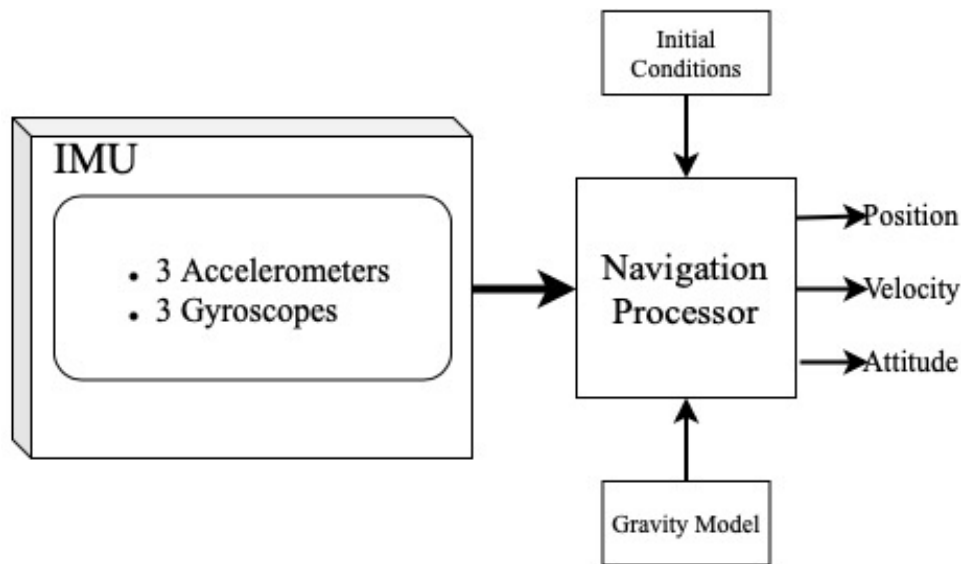 Initial
Conditions
IMU
• 3 Accelerometers
• 3 Gyroscopes
Navigation
Processor
Position
Velocity
Attitude
Gravity Model